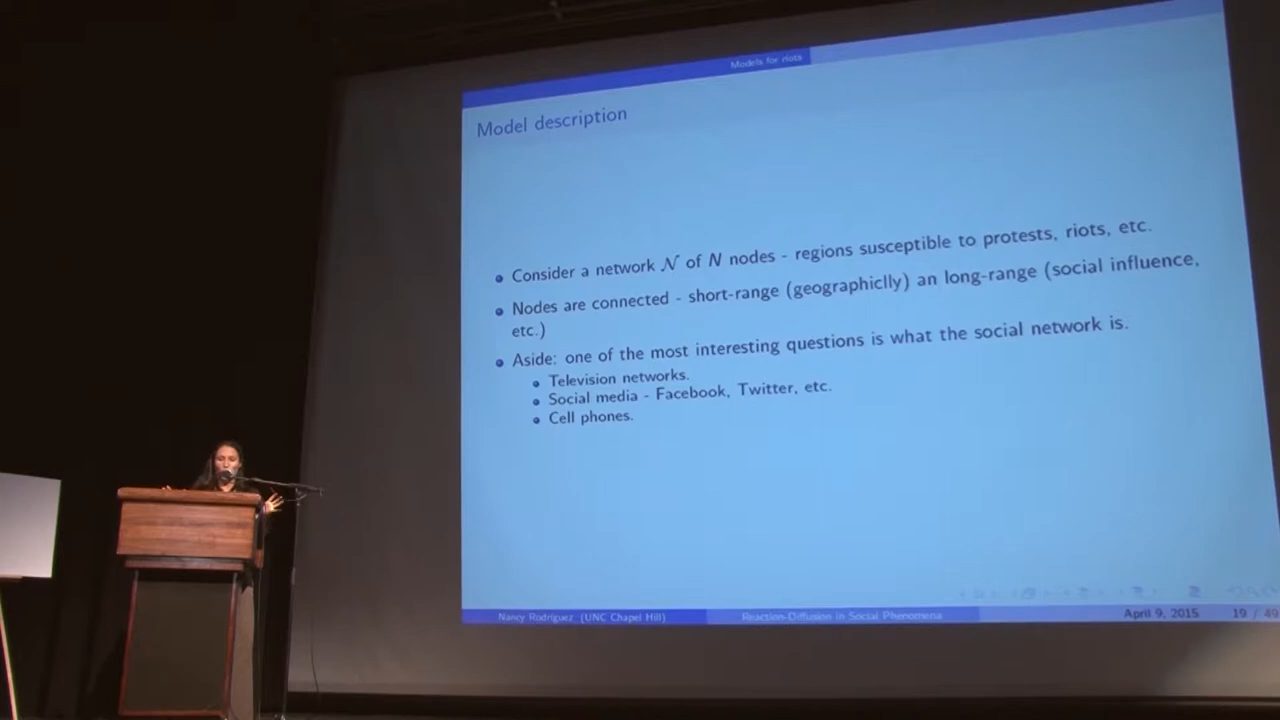 Models for riots
Model description
Consider a network N of N nodes - regions susceptible to protests, riots, etc.
Nodes are connected - short-range (geographiclly) an long-range (social influence,
etc.)
Aside: one of the most interesting questions is what the social network is.
Television networks.
Social media - Facebook, Twitter, etc.
Cell phones.
Nancy Rodriguez (UNC Chapel Hill) Reaction-Diffusion in Social Phenomena April 9, 2015 19 / 49